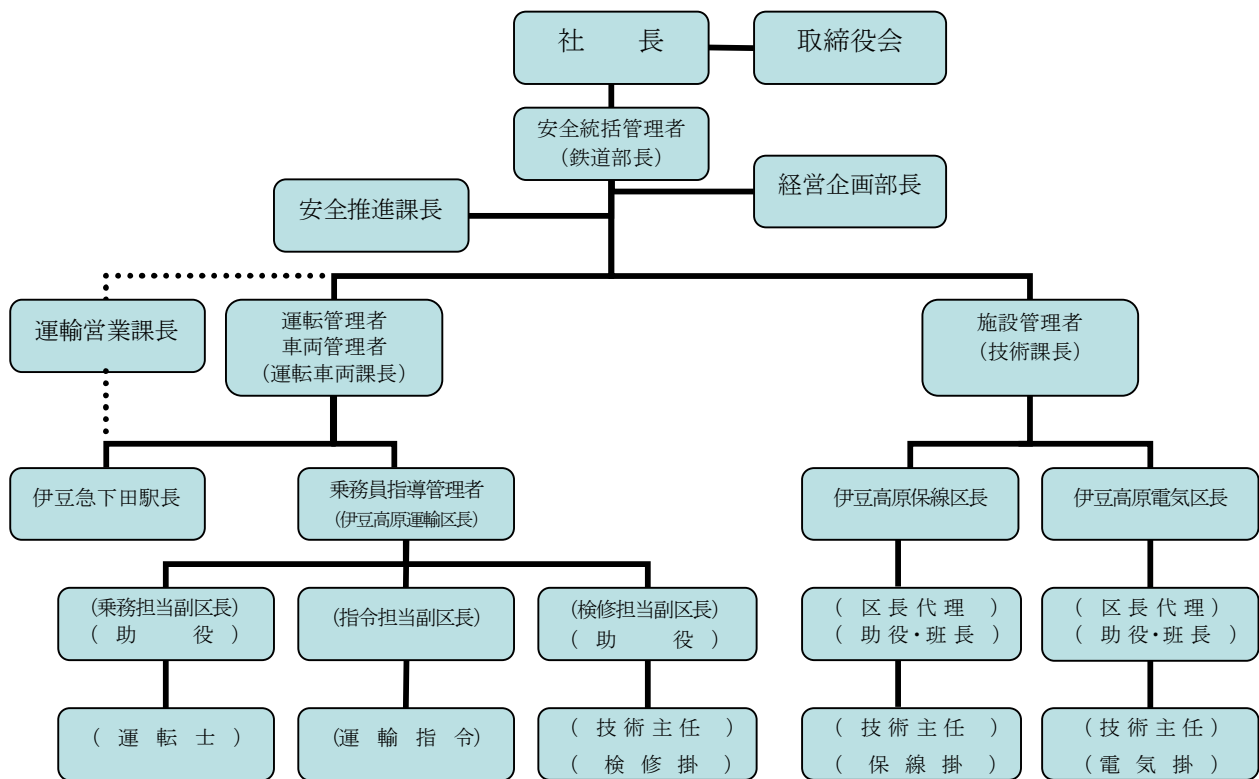 社　　長
取締役会
安全統括管理者
(鉄道部長)
経営企画部長
安全推進課長
運輸営業課長
運転管理者
車両管理者
(運転車両課長)
施設管理者
(技術課長)
伊豆急下田駅長
乗務員指導管理者
(伊豆高原運輸区長)
伊豆高原保線区長
伊豆高原電気区長
(乗務担当副区長)
(助　　役)
(指令担当副区長)
(検修担当副区長)
(助　　役)
(区長代理)
(助役・班長)
(区長代理)
(助役・班長)
(運転士)
(運輸指令)
(技術主任)
(検修掛)
(技術主任)
(保線掛)
(技術主任)
(電気掛)